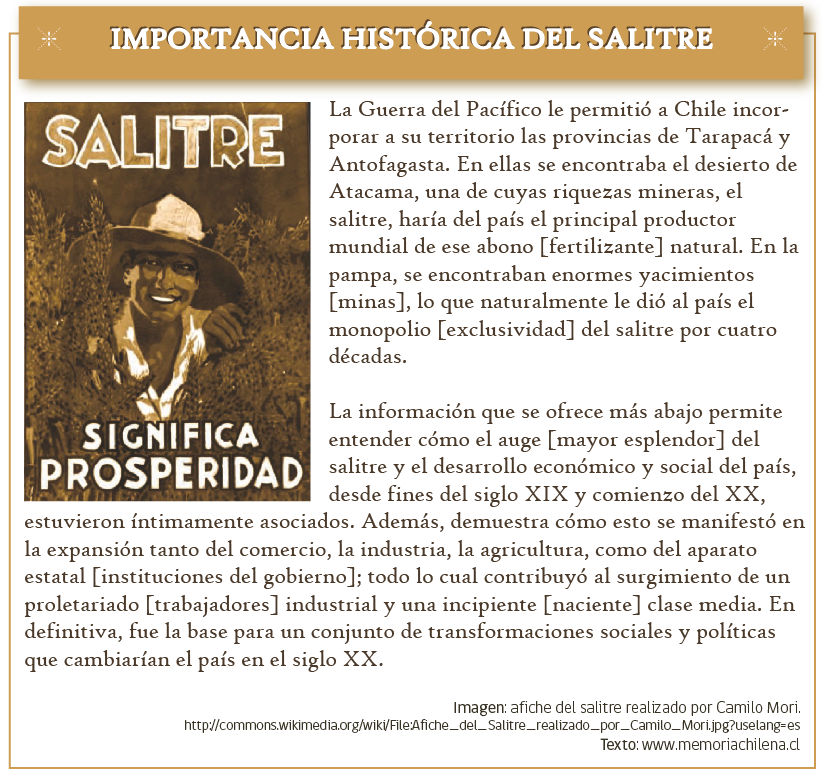 IMPORTANCIA HISTÓRICA DEL SALITRE
SALITRE
SIGNIFICA
PROSPERIDAD
La Guerra del Pacífico le permitió a Chile incor-
porar a su territorio las provincias de Tarapacá y
Antofagasta. En ellas se encontraba el desierto de
Atacama, una de cuyas riquezas mineras, el
salitre, haría del país el principal productor
mundial de ese abono [fertilizante] natural. En la
pampa, se encontraban enormes yacimientos
[minas], lo que naturalmente le dió al país el
monopolio [exclusividad] del salitre por cuatro
décadas.
La información que se ofrece más abajo permite
entender cómo el auge [mayor esplendor] del
salitre y el desarrollo económico y social del país,
desde fines del siglo XIX y comienzo del XX,
estuvieron íntimamente asociados. Además, demuestra cómo esto se manifestó en
la expansión tanto del comercio, la industria, la agricultura, como del aparato
estatal [instituciones del gobierno]; todo lo cual contribuyó al surgimiento de un
proletariado [trabajadores] industrial y una incipiente [naciente] clase media. En
definitiva, fue la base para un conjunto de transformaciones sociales y políticas
que cambiarían el país en el siglo XX.
Imagen: afiche del salitre realizado por Camilo Mori.
http://commons.wikimedia.org/wiki/File:Afiche_del_Salitre_realizado_por_Camilo_Mori.jpg?uselang=es
Texto: www.memoriachilena.cl